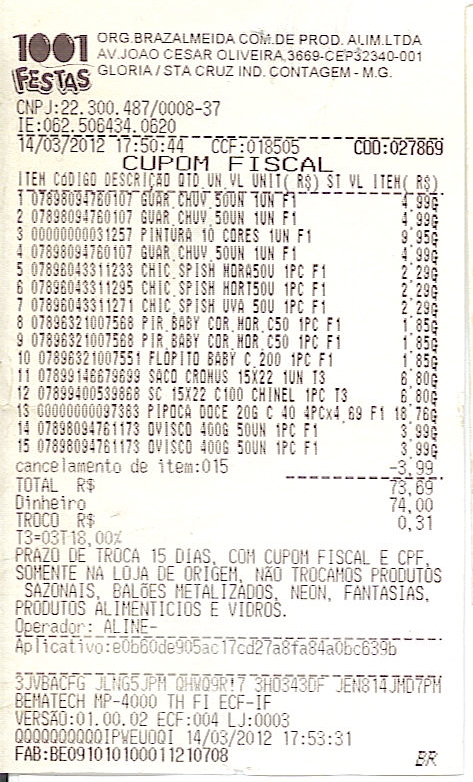 1001
FESTAS
ORG.BRAZALMEIDA COM.DE PROD. ALIM.LTDA
AV.JOAO CESAR OLIVEIRA,3669-CEP32340-001
GLORIA / STA CRUZ IND. CONTAGEM - M.G.
CNPJ:22.300.487/0008-37
IE:062.506434.0620
14/03/2012 17:50:44 CCF:018505 COO:027869
CUPOM FISCAL
ITEM CÓDIGO DESCRIÇÃO QTD UN VL UNIT( R$) ST VL ITEM( R$)
1 07898094760107 GUAR CHUV 50UN 1UN F1 4,99G
2 07898094760107 GUAR CHUV 50UN 1UN F1 4,99G
3 00000000031257 PINTURA 10 CORES 1UN F1 9,95G
4 07898094760107 GUAR CHUV 50UN 1UN F1 4,99G
5 07896043311233 CHIC SPISH MORA50U 1PC F1 2,29G
6 07896043311295 CHIC SPISH HORT50U 1PC F1 2,29G
7 07896043311271 CHIC SPISH UVA 50U 1PC F1 2,29G
8 07896321007568 PIR BABY COR MOR C50 1PC F1 1,85G
9 07896321007568 PIR BABY COR MOR C50 1PC F1 1,85G
10 07896321007551 FLOPITO BABY C 200 1PC F1 1,85G
11 07899146679699 SACO CROMUS 15X22 1UN T3 6,80G
12 07899400539868 SC 15X22 C100 CHINEL 1PC T3 6,80G
13 00000000097383 PIPOCA DOCE 20G C 40 4PCx4,69 F1 18,76G
14 07898094761173 OVISCO 400G 50UN 1PC F1 3,99G
15 07898094761173 OVISCO 400G 50UN 1PC F1 3,99G
cancelamento de item:015 -3,99
TOTAL R$ 73,69
Dinheiro 74,00
TROCO R$ 0,31
T3=03T18,00%
PRAZO DE TROCA 15 DIAS, COM CUPOM FISCAL E CPF,
SOMENTE NA LOJA DE ORIGEM, NÃO TROCAMOS PRODUTOS
SAZONAIS, BALÕES METALIZADOS, NEON, FANTASIAS,
PRODUTOS ALIMENTICIOS E VIDROS.
Operador: ALINE-
Aplicativo:e0b60de905ac17cd27a8fa84a0bc639b
3JVBACFG JLNG5JPM QHWQ9R!7 3H0343DF JEN814JMD7PM
BEMATECH MP-4000 TH FI ECF-IF
VERSÃO:01.00.02 ECF:004 LJ:0003
QQQQQQQQQQIPWEUOQI 14/03/2012 17:53:31
FAB:BE091010100011210708 BR